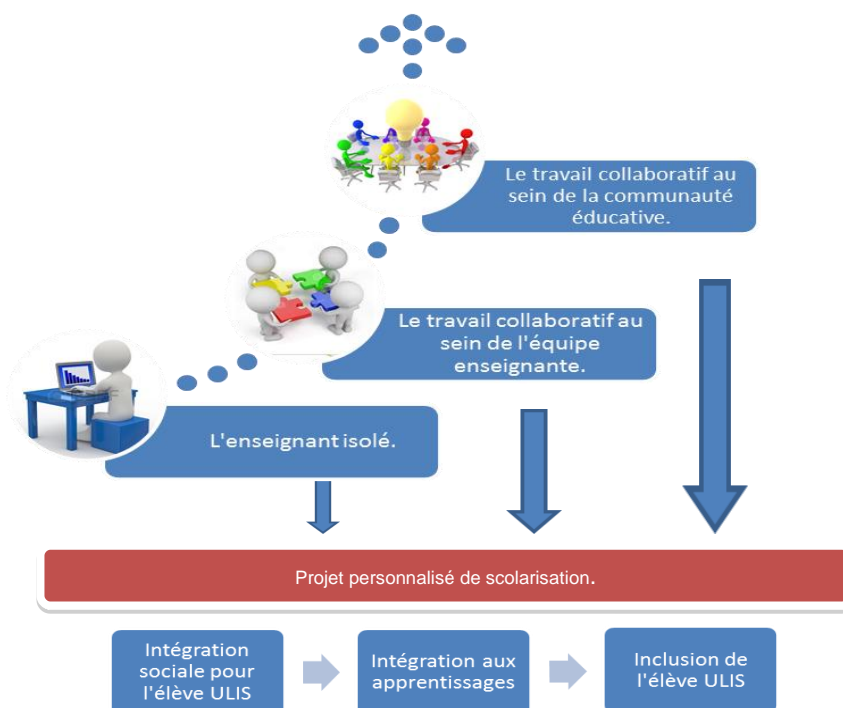 Le travail collaboratif au
sein de la communauté
éducative.
Le travail collaboratif au
sein de l'équipe
enseignante.
L'enseignant isolé.
Projet personnalisé de scolarisation.
Intégration
sociale pour
l'élève ULIS
Intégration aux
apprentissages
Inclusion de
l'élève ULIS